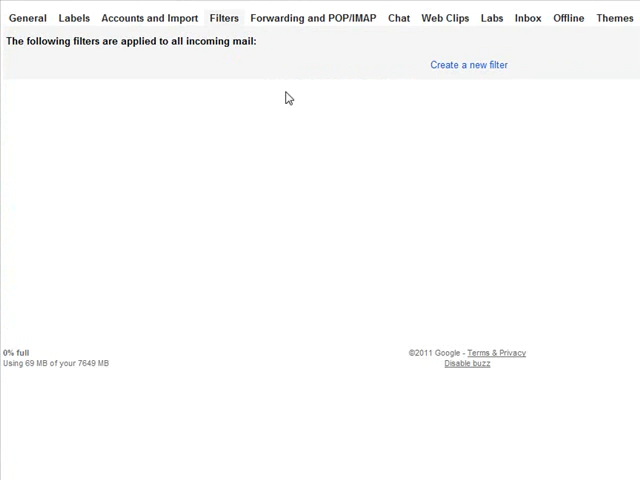 General Labels Accounts and Import Filters Forwarding and POP/IMAP Chat Web Clips Labs Inbox Offline Themes
The following filters are applied to all incoming mail:
Create a new filter
0% full
Using 69 MB of your 7649 MB
©2011 Google - Terms & Privacy
Disable buzz